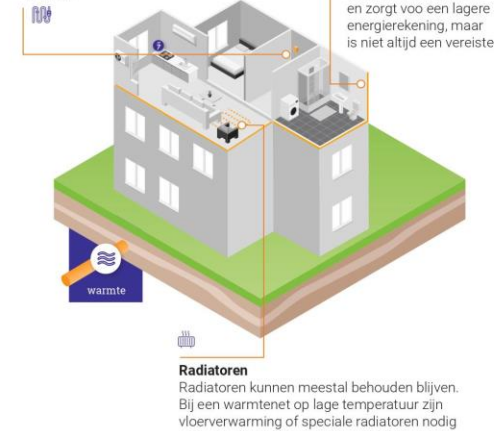 en zorgt voo een lagere
energierekening, maar
is niet altijd een vereiste
warmte
Radiatoren
Radiatoren kunnen meestal behouden blijven.
Bij een warmtenet op lage temperatuur zijn
vloerverwarming of speciale radiatoren nodig